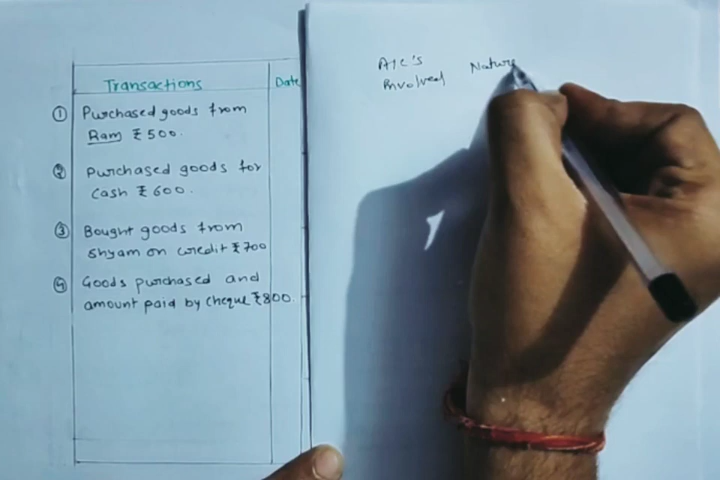 Transactions
Date
① Purchased goods from
Ram ₹500.
② Purchased goods for
cash ₹600.
③ Bought goods from
shyam on credit ₹700
④ Goods purchased and
amount paid by cheque ₹800.
A/c's Nature
Involved